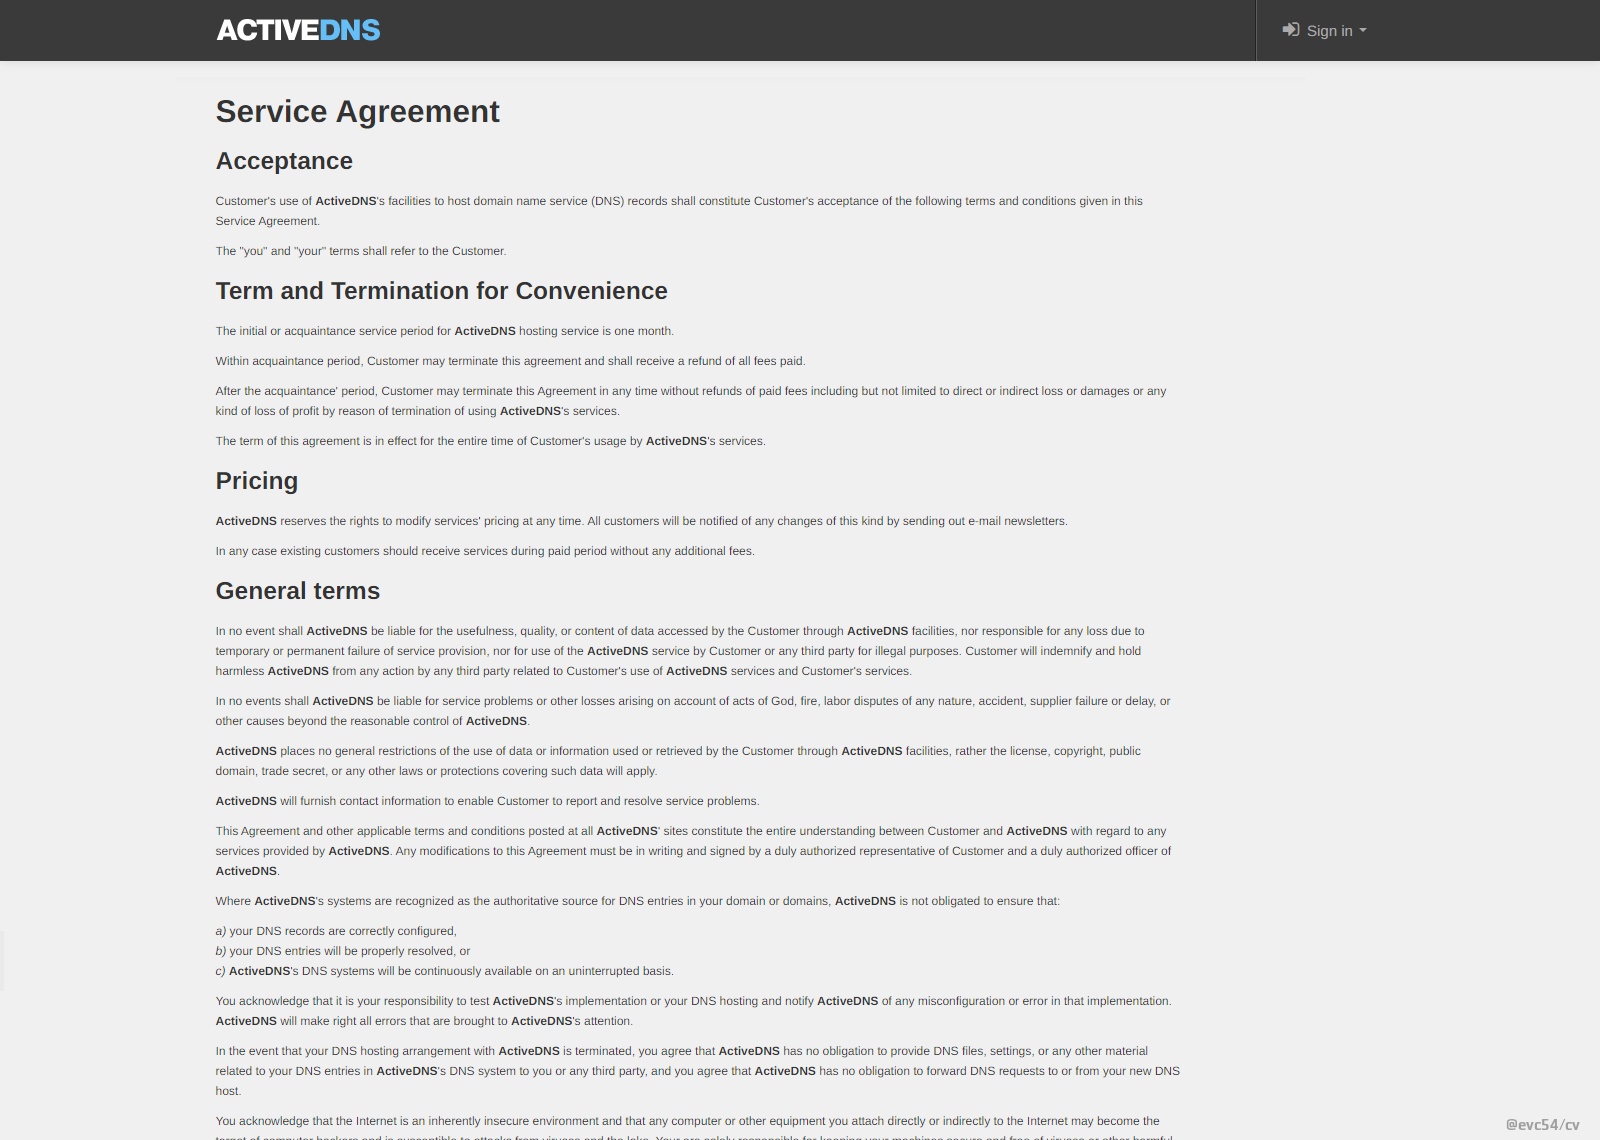 ACTIVEDNS
Sign in
Service Agreement
Acceptance
Customer's use of ActiveDNS's facilities to host domain name service (DNS) records shall constitute Customer's acceptance of the following terms and conditions given in this
Service Agreement.
The "you" and "your" terms shall refer to the Customer.
Term and Termination for Convenience
The initial or acquaintance service period for ActiveDNS hosting service is one month.
Within acquaintance period, Customer may terminate this agreement and shall receive a refund of all fees paid.
After the acquaintance' period, Customer may terminate this Agreement in any time without refunds of paid fees including but not limited to direct or indirect loss or damages or any
kind of loss of profit by reason of termination of using ActiveDNS's services.
The term of this agreement is in effect for the entire time of Customer's usage by ActiveDNS's services.
Pricing
ActiveDNS reserves the rights to modify services' pricing at any time. All customers will be notified of any changes of this kind by sending out e-mail newsletters.
In any case existing customers should receive services during paid period without any additional fees.
General terms
In no event shall ActiveDNS be liable for the usefulness, quality, or content of data accessed by the Customer through ActiveDNS facilities, nor responsible for any loss due to
temporary or permanent failure of service provision, nor for use of the ActiveDNS service by Customer or any third party for illegal purposes. Customer will indemnify and hold
harmless ActiveDNS from any action by any third party related to Customer's use of ActiveDNS services and Customer's services.
In no events shall ActiveDNS be liable for service problems or other losses arising on account of acts of God, fire, labor disputes of any nature, accident, supplier failure or delay, or
other causes beyond the reasonable control of ActiveDNS.
ActiveDNS places no general restrictions of the use of data or information used or retrieved by the Customer through ActiveDNS facilities, rather the license, copyright, public
domain, trade secret, or any other laws or protections covering such data will apply.
ActiveDNS will furnish contact information to enable Customer to report and resolve service problems.
This Agreement and other applicable terms and conditions posted at all ActiveDNS' sites constitute the entire understanding between Customer and ActiveDNS with regard to any
services provided by ActiveDNS. Any modifications to this Agreement must be in writing and signed by a duly authorized representative of Customer and a duly authorized officer of
ActiveDNS.
Where ActiveDNS's systems are recognized as the authoritative source for DNS entries in your domain or domains, ActiveDNS is not obligated to ensure that:
a) your DNS records are correctly configured,
b) your DNS entries will be properly resolved, or
c) ActiveDNS's DNS systems will be continuously available on an uninterrupted basis.
You acknowledge that it is your responsibility to test ActiveDNS's implementation or your DNS hosting and notify ActiveDNS of any misconfiguration or error in that implementation.
ActiveDNS will make right all errors that are brought to ActiveDNS's attention.
In the event that your DNS hosting arrangement with ActiveDNS is terminated, you agree that ActiveDNS has no obligation to provide DNS files, settings, or any other material
related to your DNS entries in ActiveDNS's DNS system to you or any third party, and you agree that ActiveDNS has no obligation to forward DNS requests to or from your new DNS
host.
You acknowledge that the Internet is an inherently insecure environment and that any computer or other equipment you attach directly or indirectly to the Internet may become the
@evc54/cv